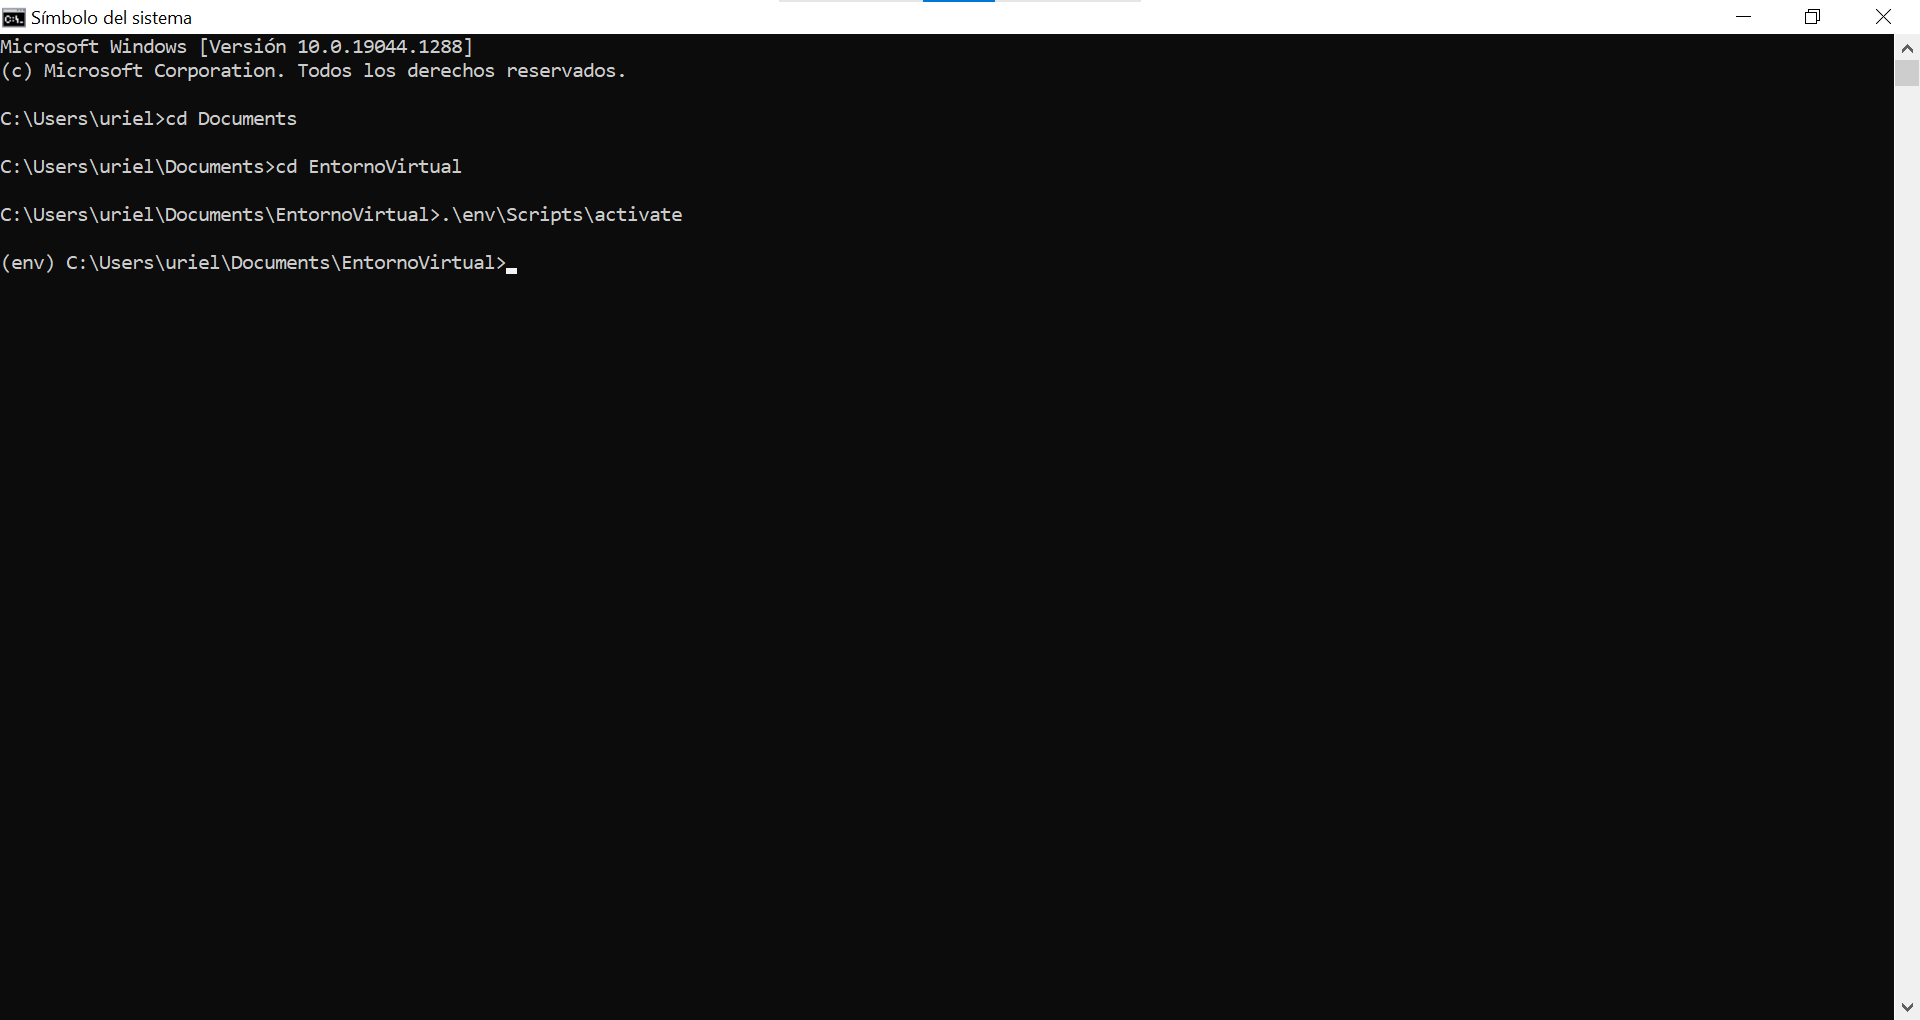 Símbolo del sistema
Microsoft Windows [Versión 10.0.19044.1288]
(c) Microsoft Corporation. Todos los derechos reservados.
C:\Users\uriel>cd Documents
C:\Users\uriel\Documents>cd EntornoVirtual
C:\Users\uriel\Documents\EntornoVirtual>.\env\Scripts\activate
(env) C:\Users\uriel\Documents\EntornoVirtual>